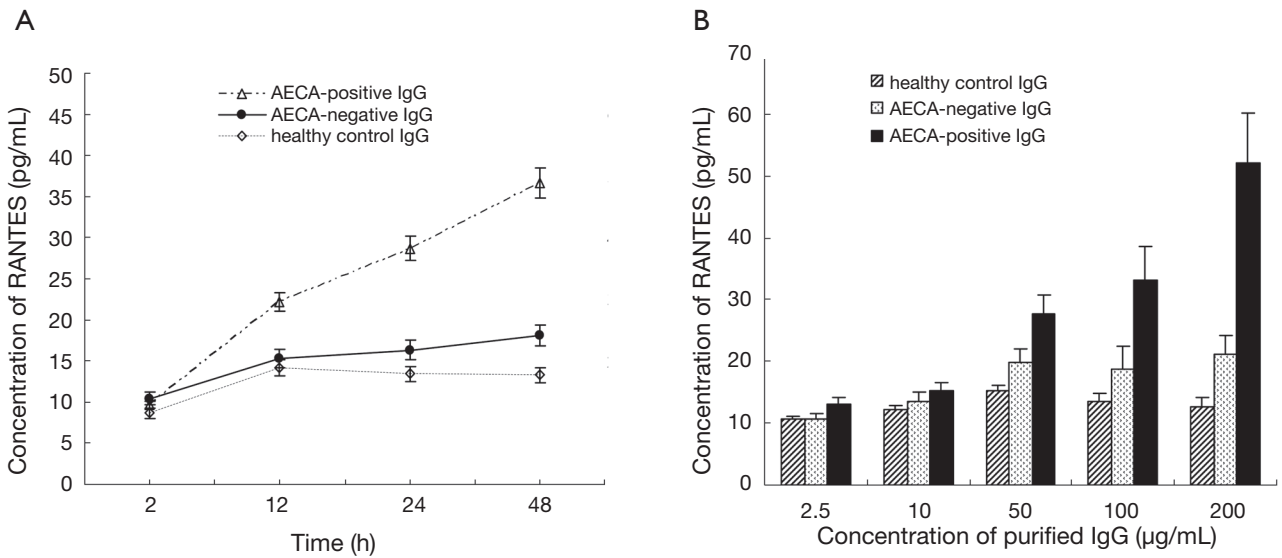 A
Concentration of RANTES (pg/mL)
50
45
40
35
30
25
20
15
10
5
0
AECA-positive IgG
AECA-negative IgG
healthy control IgG
2 12 24 48
Time (h)
B
Concentration of RANTES (pg/mL)
70
60
50
40
30
20
10
0
healthy control IgG
AECA-negative IgG
AECA-positive IgG
2.5 10 50 100 200
Concentration of purified IgG (µg/mL)